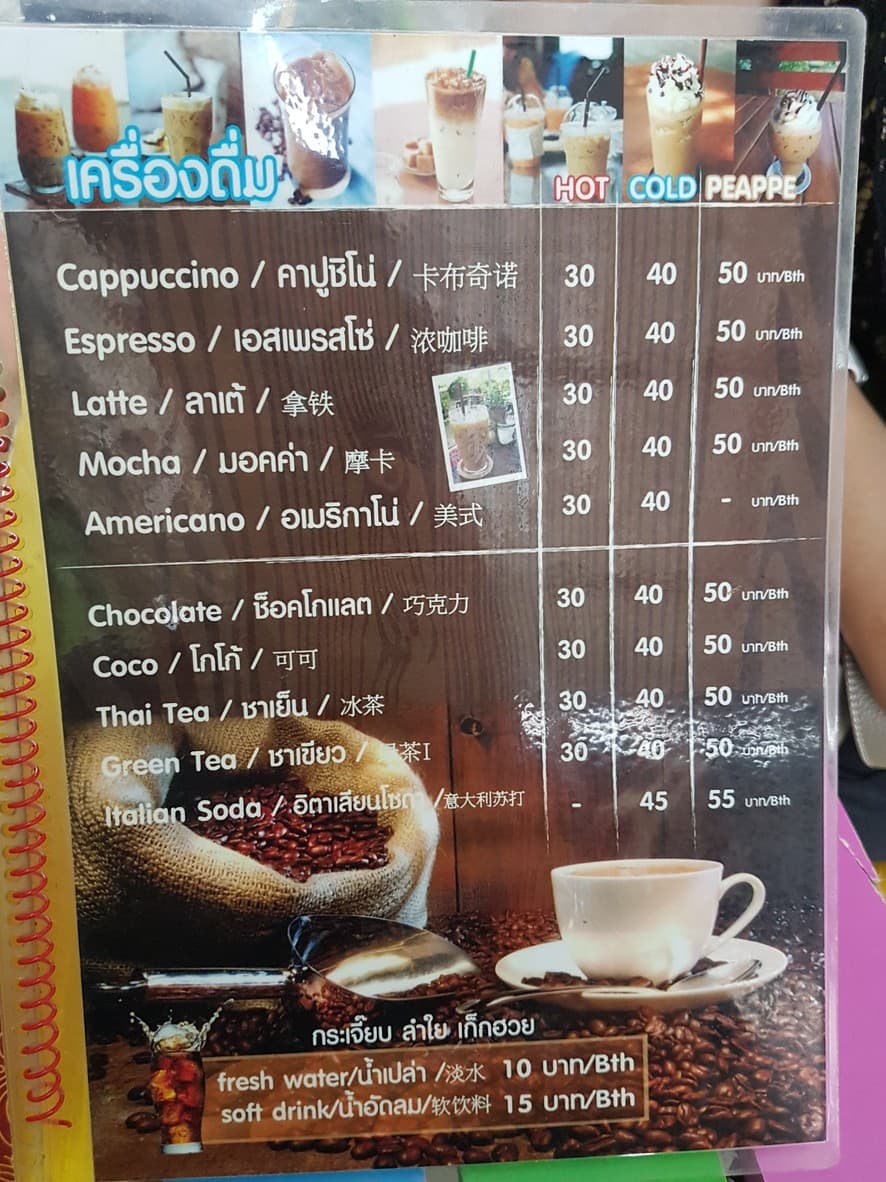 เครื่องดื่ม HOT COLD PEAPPE
Cappuccino / คาปูชิโน่ / 卡布奇诺 30 40 50 บาท/Bth
Espresso / เอสเพรสโซ่ / 浓咖啡 30 40 50 บาท/Bth
Latte / ลาเต้ / 拿铁 30 40 50 บาท/Bth
Mocha / มอคค่า / 摩卡 30 40 50 บาท/Bth
Americano / อเมริกาโน่ / 美式 30 40 - บาท/Bth
Chocolate / ช็อคโกแลต / 巧克力 30 40 50 บาท/Bth
Coco / โกโก้ / 可可 30 40 50 บาท/Bth
Thai Tea / ชาเย็น / 冰茶 30 40 50 บาท/Bth
Green Tea / ชาเขียว / 茶I 30 40 50 บาท/Bth
Italian Soda / อิตาเลียนโซดา /意大利苏打 - 45 55 บาท/Bth
กระเจี๊ยบ ลำใย เก็กฮวย
fresh water/น้ำเปล่า /淡水 10 บาท/Bth
soft drink/น้ำอัดลม/软饮料 15 บาท/Bth